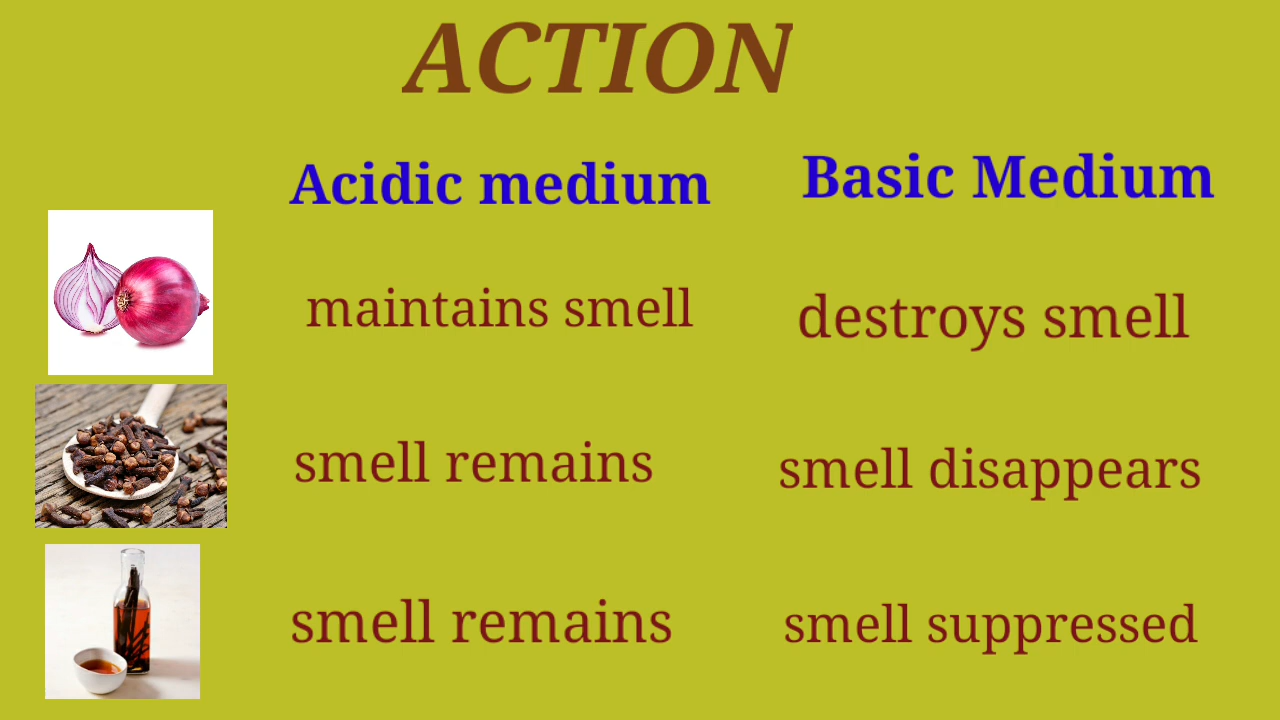 ACTION
Acidic medium Basic Medium
maintains smell destroys smell
smell remains smell disappears
smell remains smell suppressed